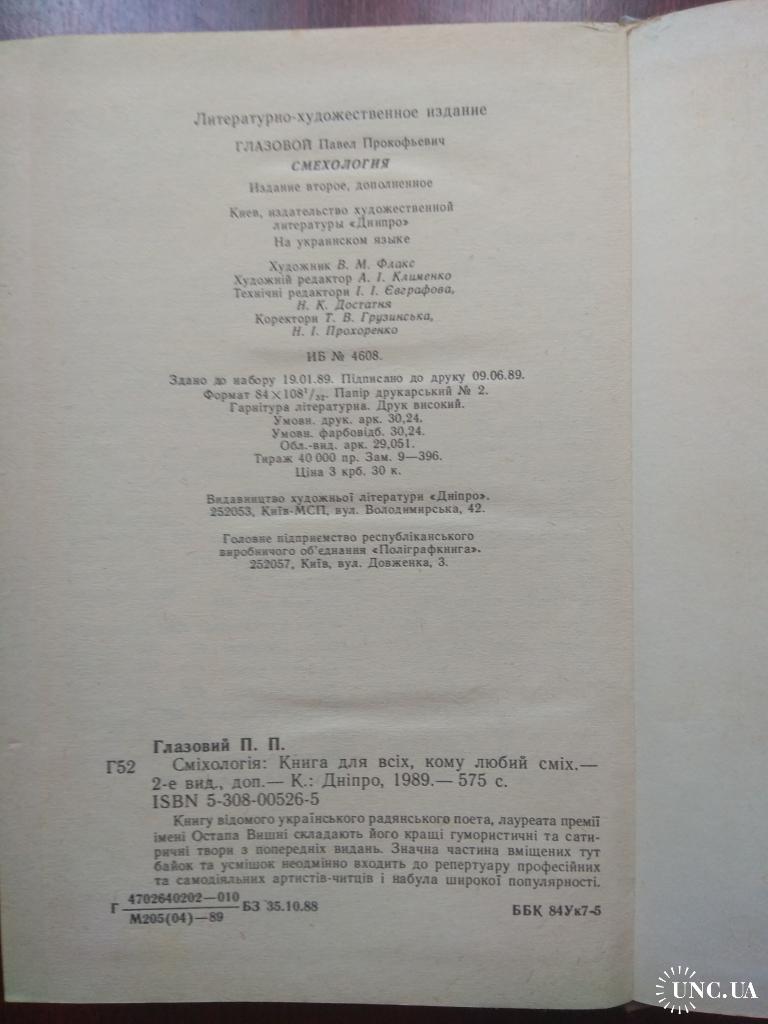 Литературно-художественное издание
ГЛАЗОВОЙ Павел Прокофьевич
СМЕХОЛОГИЯ
Издание второе, дополненное
Киев, издательство художественной
литературы «Дніпро»
На украинском языке
Художник В. М. Флакс
Художній редактор А. І. Клименко
Технічні редактори І. І. Євграфова,
Н. К. Достатня
Коректори Т. В. Грузинська,
Н. І. Прохоренко
ИБ № 4608.
Здано до набору 19.01.89. Підписано до друку 09.06.89.
Формат 84×108¹/₃₂. Папір друкарський № 2.
Гарнітура літературна. Друк високий.
Умовн. друк. арк. 30,24.
Умовн. фарбовідб. 30,24.
Обл.-вид. арк. 29,051.
Тираж 40 000 пр. Зам. 9—396.
Ціна 3 крб. 30 к.
Видавництво художньої літератури «Дніпро».
252053, Київ-МСП, вул. Володимирська, 42.
Головне підприємство республіканського
виробничого об'єднання «Поліграфкнига».
252057, Київ, вул. Довженка, 3.
Глазовий П. П.
Г52 Сміхологія: Книга для всіх, кому любий сміх.—
2-е вид., доп.— К.: Дніпро, 1989.— 575 с.
ISBN 5-308-00526-5
Книгу відомого українського радянського поета, лауреата премії
імені Остапа Вишні складають його кращі гумористичні та сати-
ричні твори з попередніх видань. Значна частина вміщених тут
байок та усмішок неодмінно входить до репертуару професійних
та самодіяльних артистів-читців і набула широкої популярності.
Г 4702640202—010 БЗ 35.10.88
М205(04)—89
ББК 84Ук7-5
UNC.UA